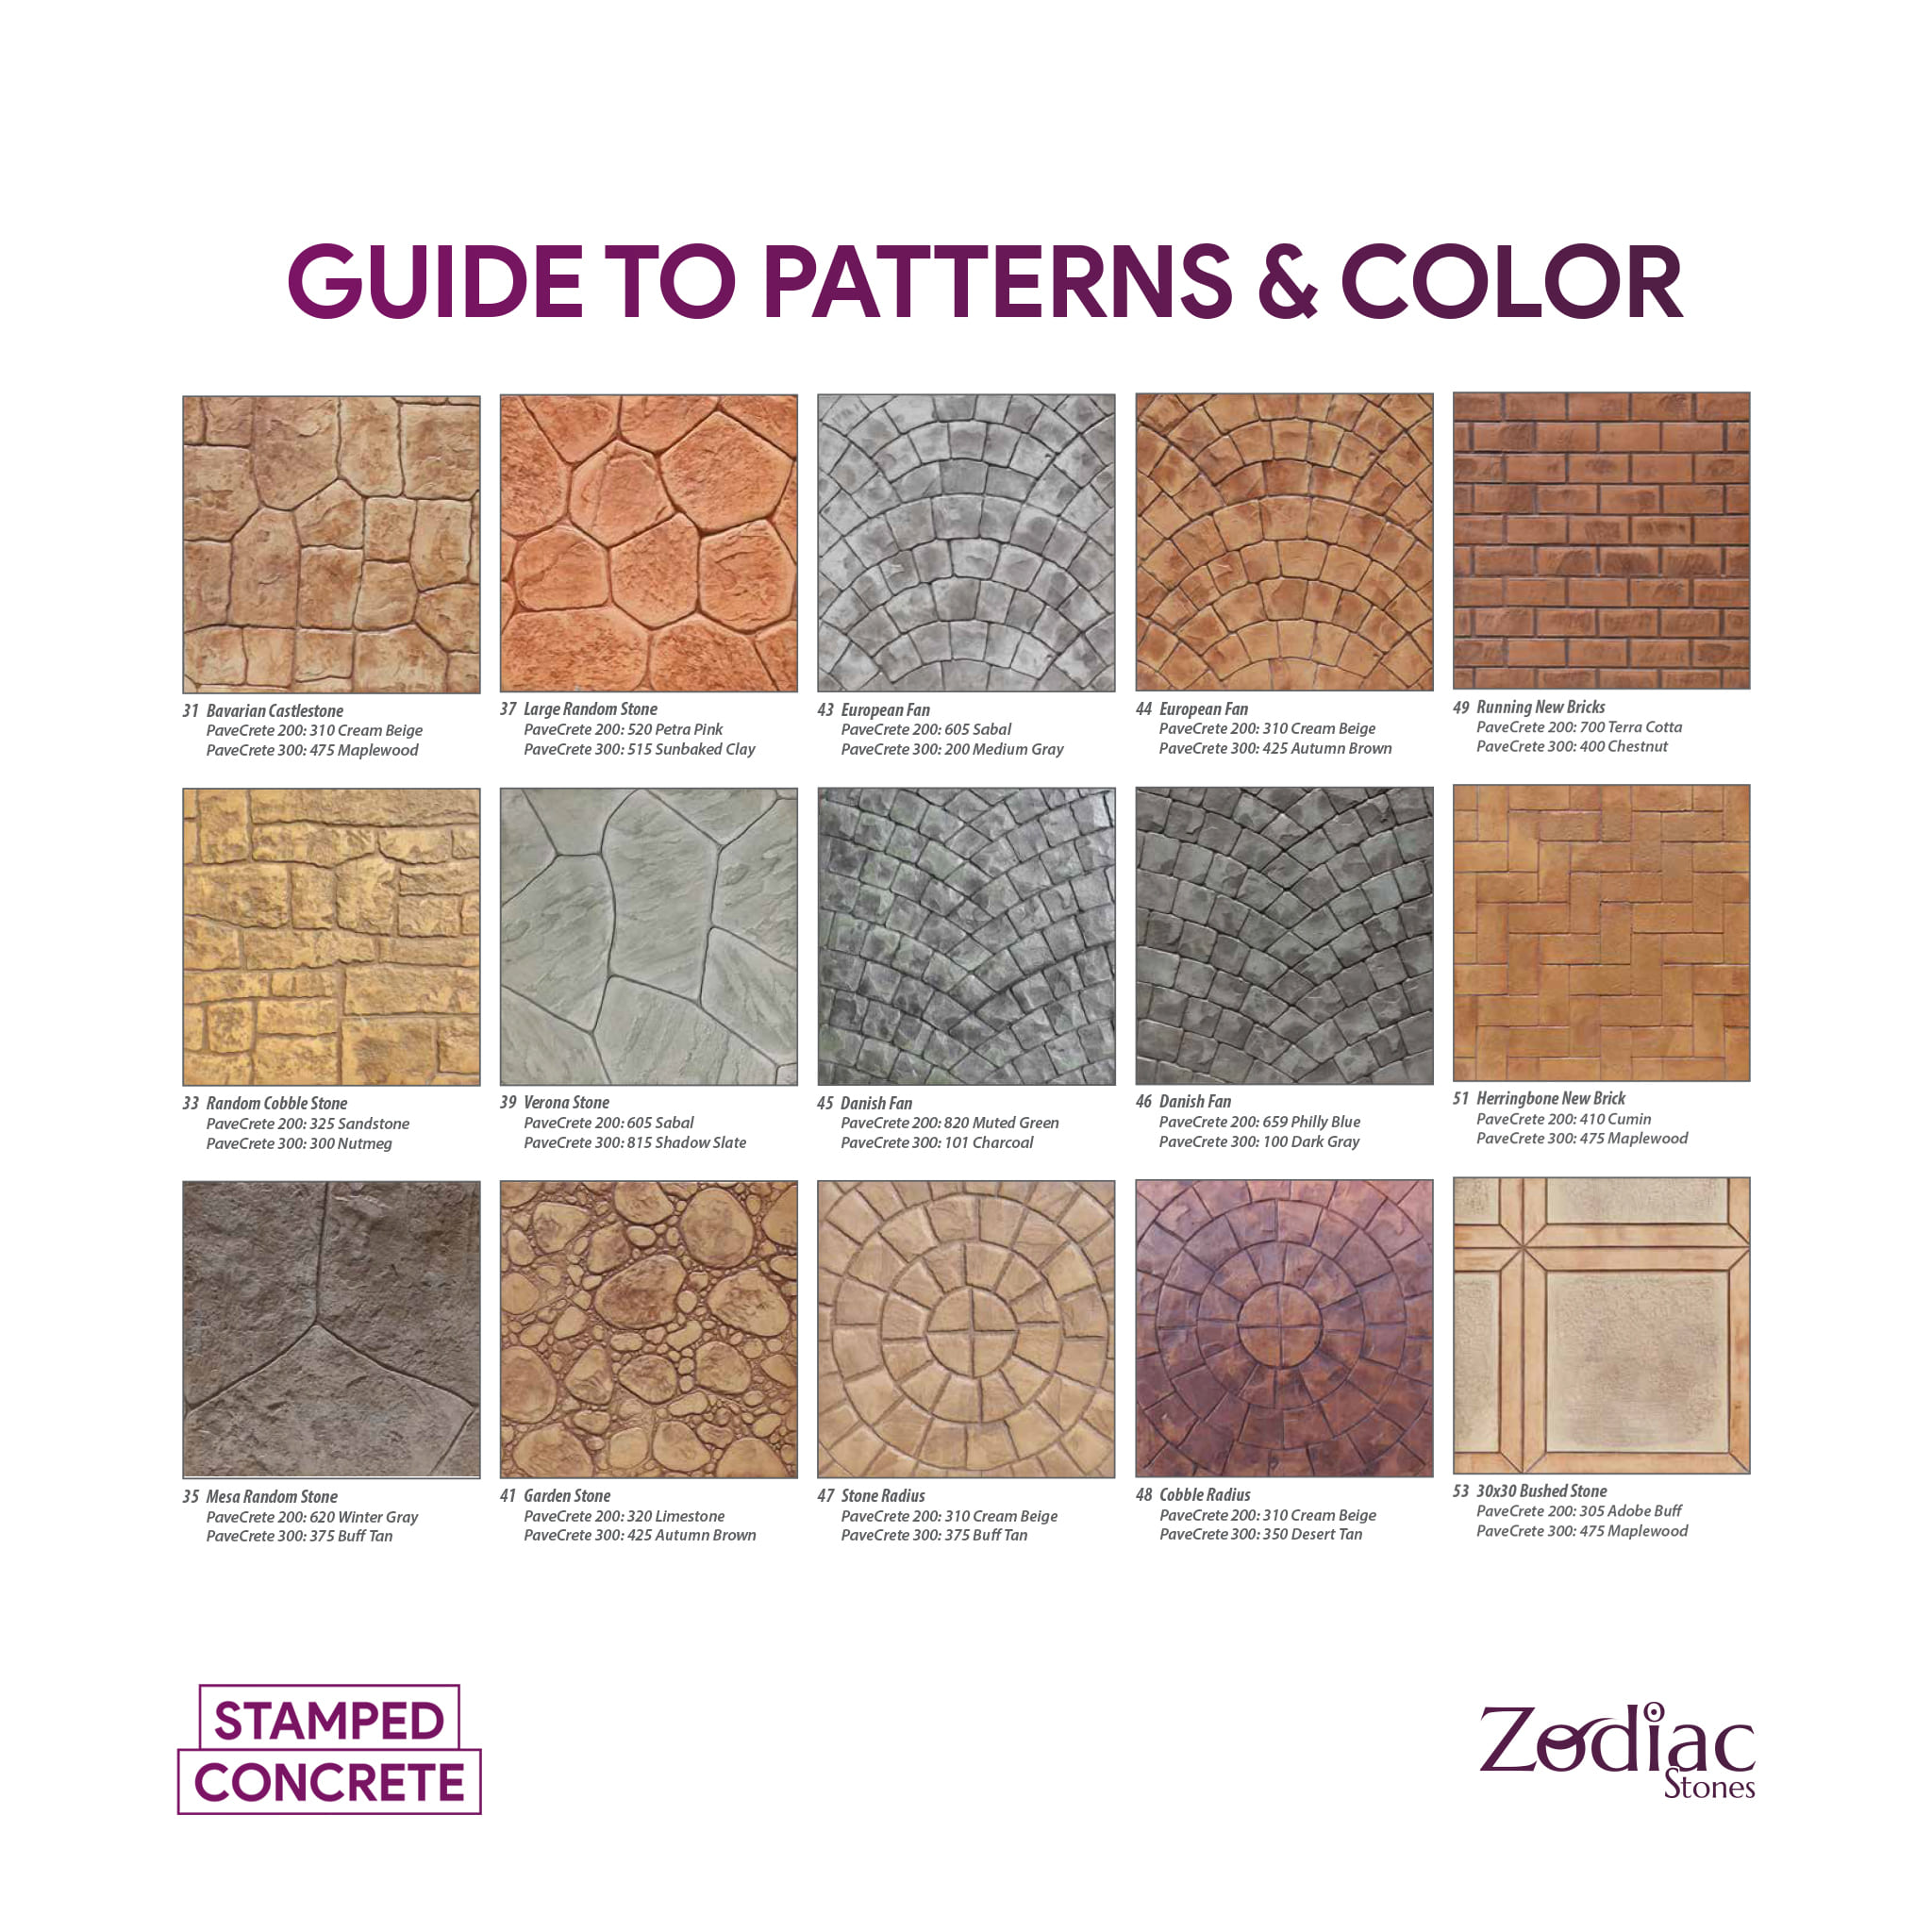 GUIDE TO PATTERNS & COLOR
31 Bavarian Castlestone
PaveCrete 200: 310 Cream Beige
PaveCrete 300: 475 Maplewood
37 Large Random Stone
PaveCrete 200: 520 Petra Pink
PaveCrete 300: 515 Sunbaked Clay
43 European Fan
PaveCrete 200: 605 Sabal
PaveCrete 300: 200 Medium Gray
44 European Fan
PaveCrete 200: 310 Cream Beige
PaveCrete 300: 425 Autumn Brown
49 Running New Bricks
PaveCrete 200: 700 Terra Cotta
PaveCrete 300: 400 Chestnut
33 Random Cobble Stone
PaveCrete 200: 325 Sandstone
PaveCrete 300: 300 Nutmeg
39 Verona Stone
PaveCrete 200: 605 Sabal
PaveCrete 300: 815 Shadow Slate
45 Danish Fan
PaveCrete 200: 820 Muted Green
PaveCrete 300: 101 Charcoal
46 Danish Fan
PaveCrete 200: 659 Philly Blue
PaveCrete 300: 100 Dark Gray
51 Herringbone New Brick
PaveCrete 200: 410 Cumin
PaveCrete 300: 475 Maplewood
35 Mesa Random Stone
PaveCrete 200: 620 Winter Gray
PaveCrete 300: 375 Buff Tan
41 Garden Stone
PaveCrete 200: 320 Limestone
PaveCrete 300: 425 Autumn Brown
47 Stone Radius
PaveCrete 200: 310 Cream Beige
PaveCrete 300: 375 Buff Tan
48 Cobble Radius
PaveCrete 200: 310 Cream Beige
PaveCrete 300: 350 Desert Tan
53 30x30 Bushed Stone
PaveCrete 200: 305 Adobe Buff
PaveCrete 300: 475 Maplewood
STAMPED
CONCRETE
Zodiac
Stones